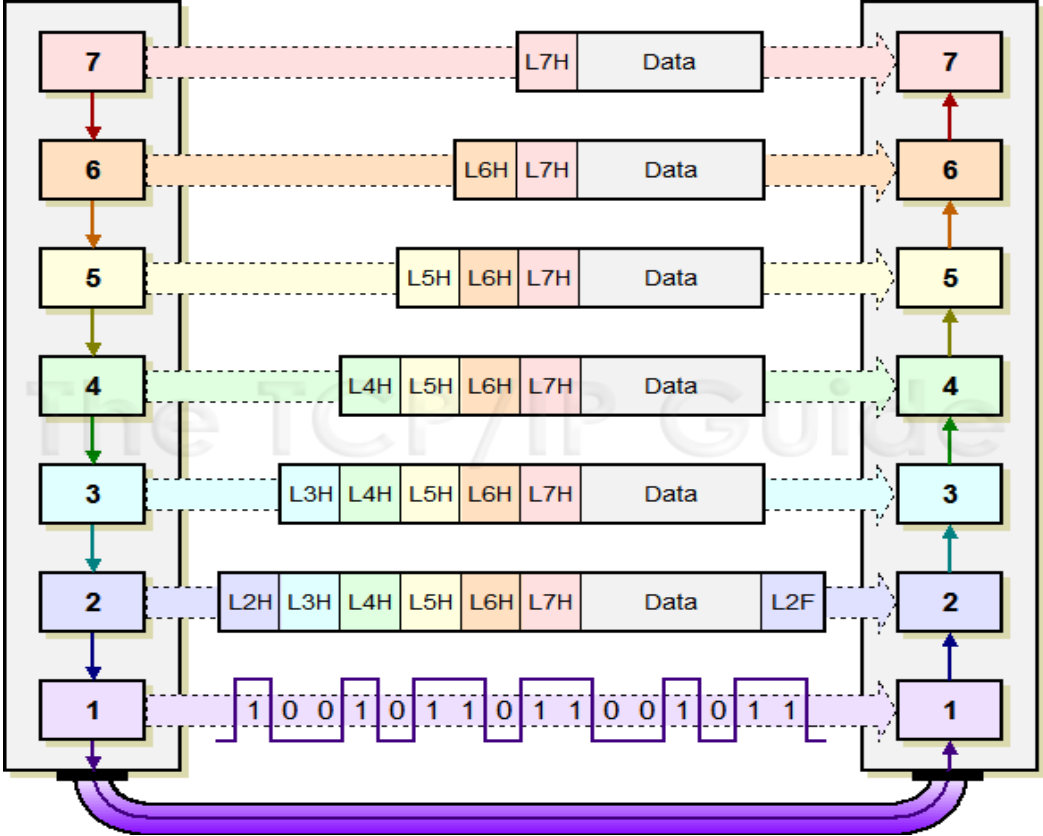 7 L7H Data 7
6 L6H L7H Data 6
5 L5H L6H L7H Data 5
4 L4H L5H L6H L7H Data 4
The TCP/IP Guide
3 L3H L4H L5H L6H L7H Data 3
2 L2H L3H L4H L5H L6H L7H Data L2F 2
1 1 0 0 1 0 1 1 0 1 1 0 0 1 0 1 1 1